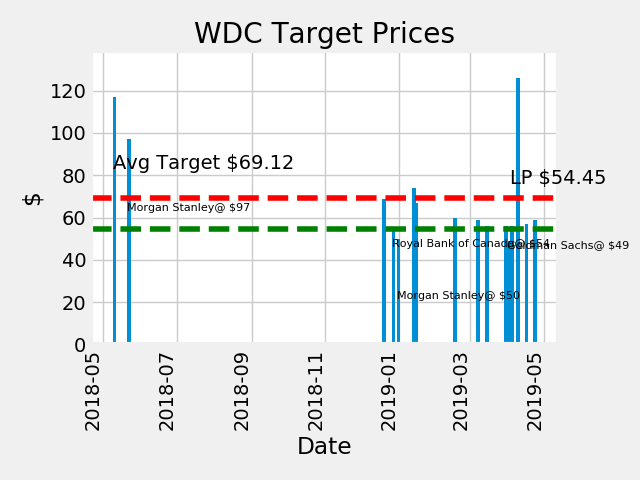 WDC Target Prices
120
100
80
60
40
20
0
$
Avg Target $69.12
LP $54.45
Morgan Stanley@ $97
Royal Bank of Canada@ $54
Goldman Sachs@ $49
Morgan Stanley@ $50
2018-05
2018-07
2018-09
2018-11
2019-01
2019-03
2019-05
Date